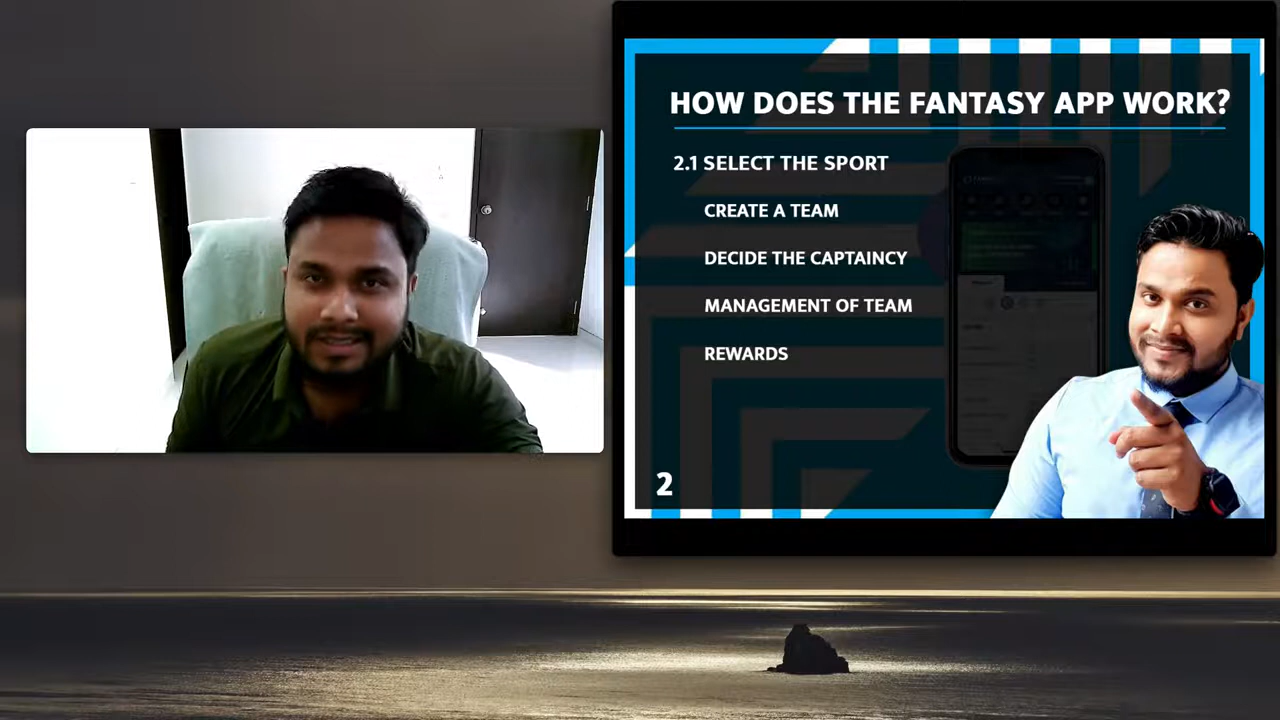 HOW DOES THE FANTASY APP WORK?
2.1 SELECT THE SPORT
CREATE A TEAM
DECIDE THE CAPTAINCY
MANAGEMENT OF TEAM
REWARDS
2